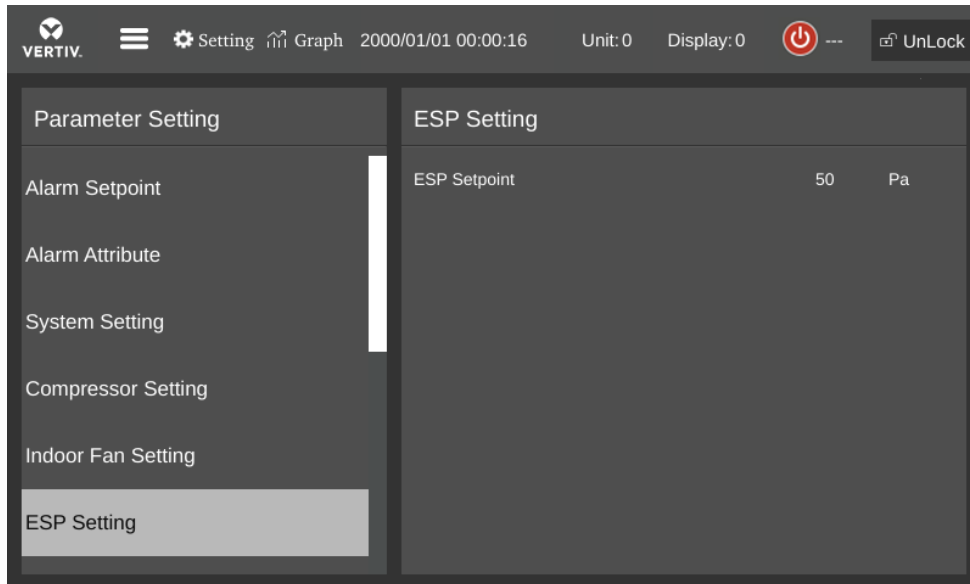 VERTIV.
Setting Graph 2000/01/01 00:00:16 Unit: 0 Display: 0 --- UnLock
Parameter Setting
Alarm Setpoint
Alarm Attribute
System Setting
Compressor Setting
Indoor Fan Setting
ESP Setting
ESP Setting
ESP Setpoint 50 Pa